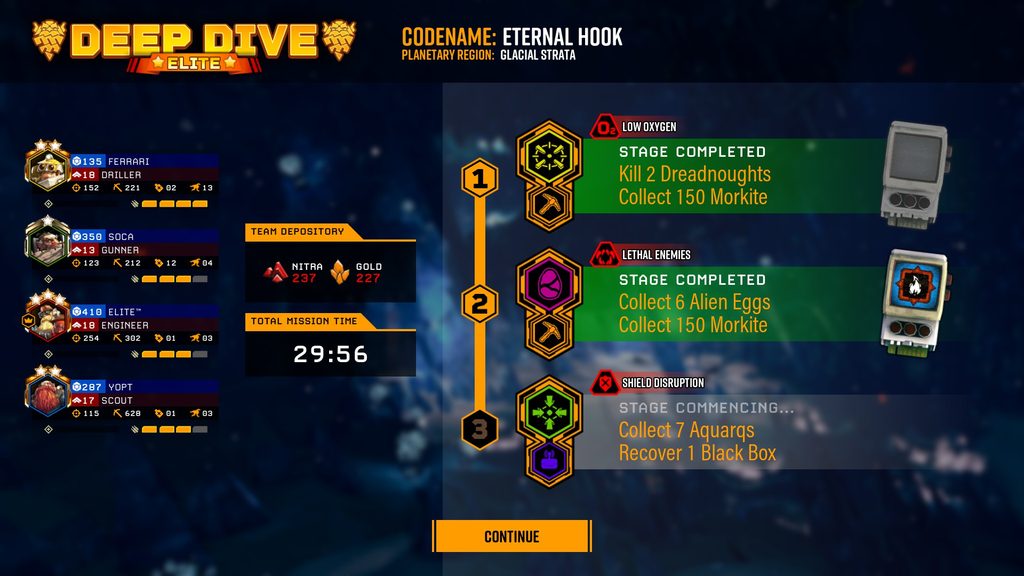 DEEP DIVE
ELITE
CODENAME: ETERNAL HOOK
PLANETARY REGION: GLACIAL STRATA
135 FERRARI
18 DRILLER
152 221 02 13
350 SOCA
13 GUNNER
123 212 12 04
410 ELITE™
18 ENGINEER
254 302 01 03
287 YOPT
17 SCOUT
115 628 01 03
TEAM DEPOSITORY
NITRA
237
GOLD
227
TOTAL MISSION TIME
29:56
1
O2 LOW OXYGEN
STAGE COMPLETED
Kill 2 Dreadnoughts
Collect 150 Morkite
2
LETHAL ENEMIES
STAGE COMPLETED
Collect 6 Alien Eggs
Collect 150 Morkite
3
SHIELD DISRUPTION
STAGE COMMENCING...
Collect 7 Aquarqs
Recover 1 Black Box
CONTINUE